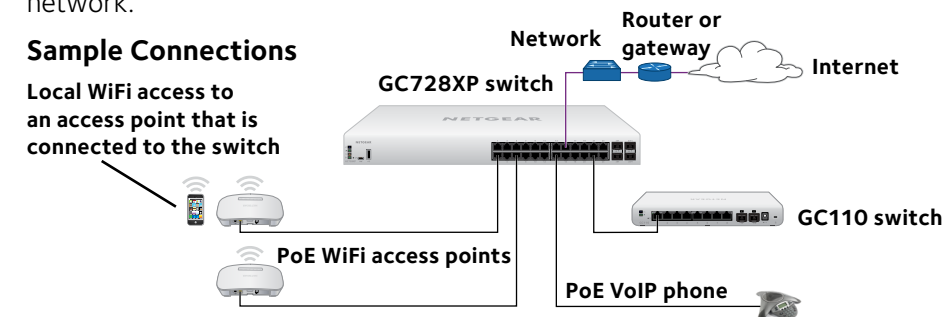 network.
Sample Connections
Local WiFi access to
an access point that is
connected to the switch
GC728XP switch
Network
Router or
gateway
Internet
NETGEAR
GC110 switch
PoE WiFi access points
PoE VoIP phone